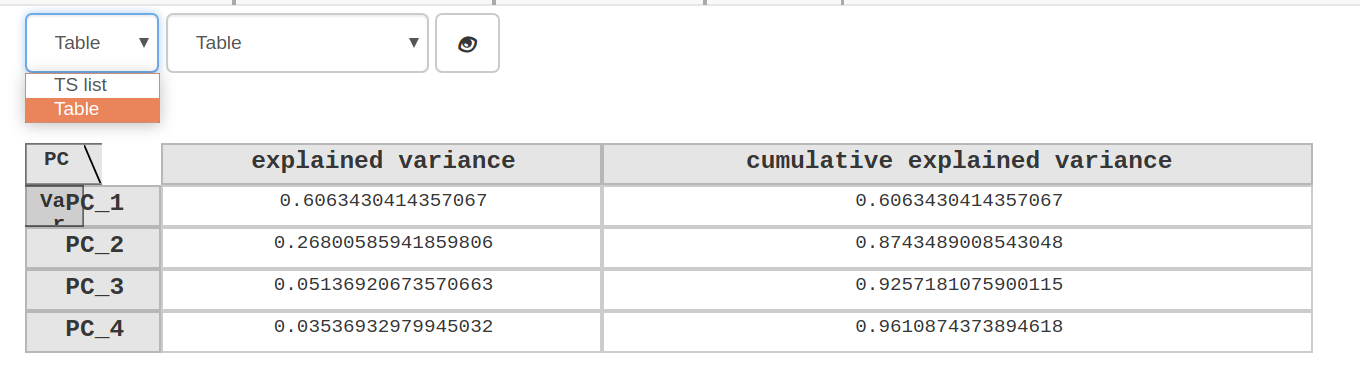 Table ▼ Table ▼
TS list
Table
PC explained variance cumulative explained variance
Var PC_1 0.6063430414357067 0.6063430414357067
PC_2 0.26800585941859806 0.8743489008543048
PC_3 0.05136920673570663 0.9257181075900115
PC_4 0.03536932979945032 0.9610874373894618